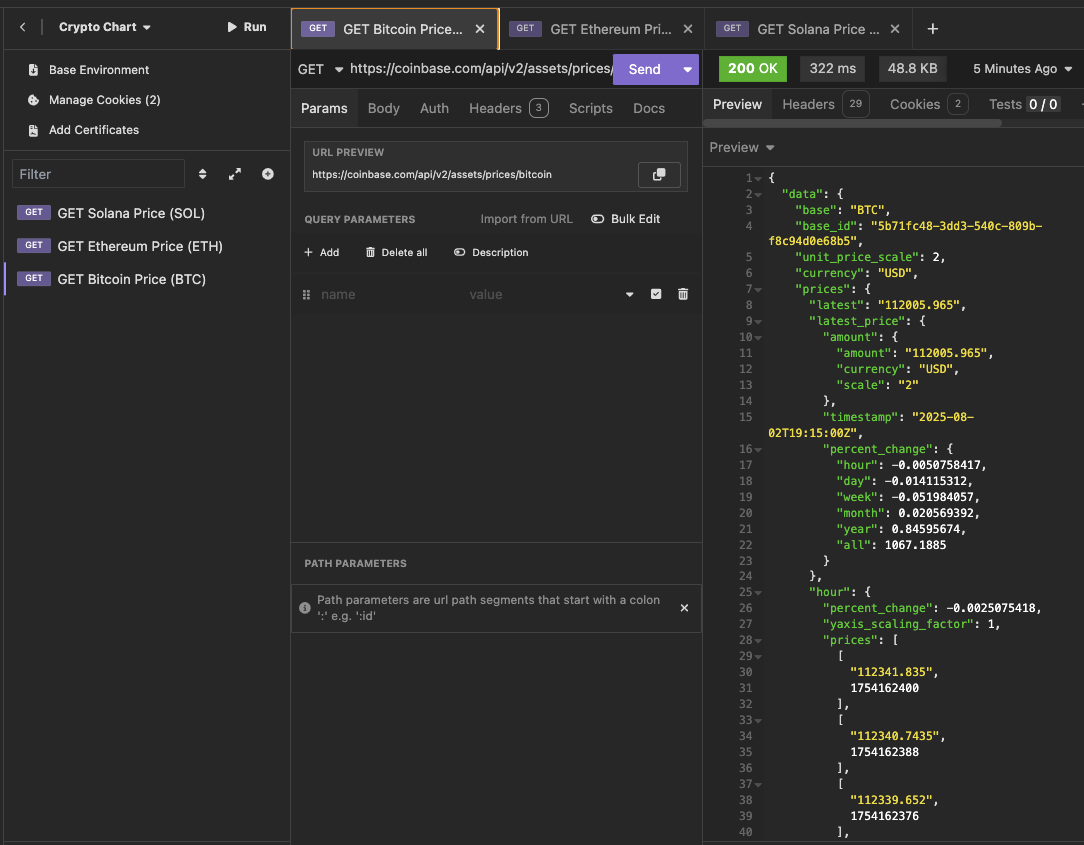 Crypto Chart
Run
Base Environment
Manage Cookies (2)
Add Certificates
Filter
GET GET Solana Price (SOL)
GET GET Ethereum Price (ETH)
GET GET Bitcoin Price (BTC)
GET GET Bitcoin Price...
GET GET Ethereum Pri...
GET GET Solana Price ...
GET https://coinbase.com/api/v2/assets/prices/
Send
Params Body Auth Headers 3 Scripts Docs
URL PREVIEW
https://coinbase.com/api/v2/assets/prices/bitcoin
QUERY PARAMETERS Import from URL Bulk Edit
Add Delete all Description
name value
PATH PARAMETERS
Path parameters are url path segments that start with a colon
':' e.g. ':id'
200 OK 322 ms 48.8 KB 5 Minutes Ago
Preview Headers 29 Cookies 2 Tests 0 / 0
Preview
1 {
2 "data": {
3 "base": "BTC",
4 "base_id": "5b71fc48-3dd3-540c-809b-
f8c94d0e68b5",
5 "unit_price_scale": 2,
6 "currency": "USD",
7 "prices": {
8 "latest": "112005.965",
9 "latest_price": {
10 "amount": {
11 "amount": "112005.965",
12 "currency": "USD",
13 "scale": "2"
14 },
15 "timestamp": "2025-08-
02T19:15:00Z",
16 "percent_change": {
17 "hour": -0.0050758417,
18 "day": -0.014115312,
19 "week": -0.051984057,
20 "month": 0.020569392,
21 "year": 0.84595674,
22 "all": 1067.1885
23 }
24 },
25 "hour": {
26 "percent_change": -0.0025075418,
27 "yaxis_scaling_factor": 1,
28 "prices": [
29 [
30 "112341.835",
31 1754162400
32 ],
33 [
34 "112340.7435",
35 1754162388
36 ],
37 [
38 "112339.652",
39 1754162376
40 ],